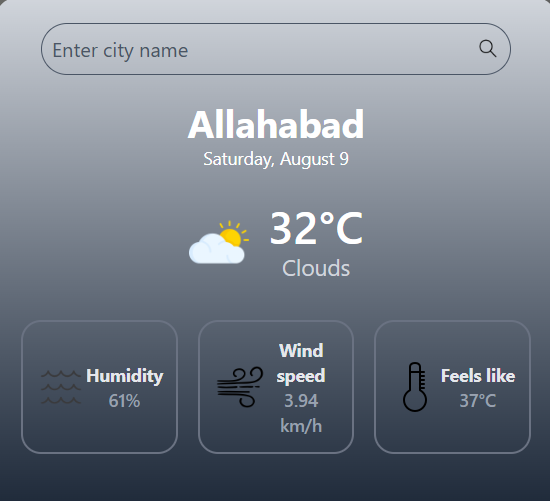 Enter city name
Allahabad
Saturday, August 9
32°C
Clouds
Humidity
61%
Wind
speed
3.94
km/h
Feels like
37°C